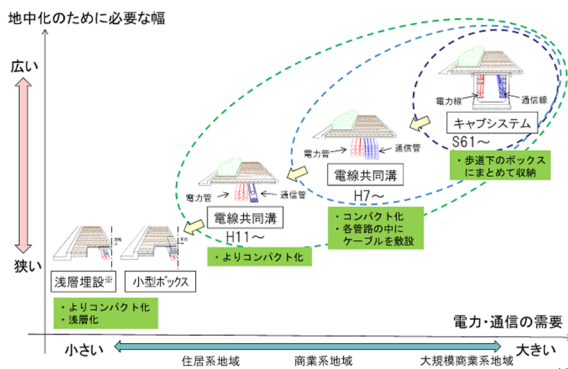 地中化のために必要な幅
広い
狭い
電力線
通信線
キャブシステム
S61～
・歩道下のボックス
にまとめて収納
電力管
通信管
電線共同溝
H7～
・コンパクト化
・各管路の中に
ケーブルを敷設
電力管
通信管
電線共同溝
H11～
・よりコンパクト化
浅層埋設※
小型ボックス
・よりコンパクト化
・浅層化
電力・通信の需要
小さい
大きい
住居系地域
商業系地域
大規模商業系地域